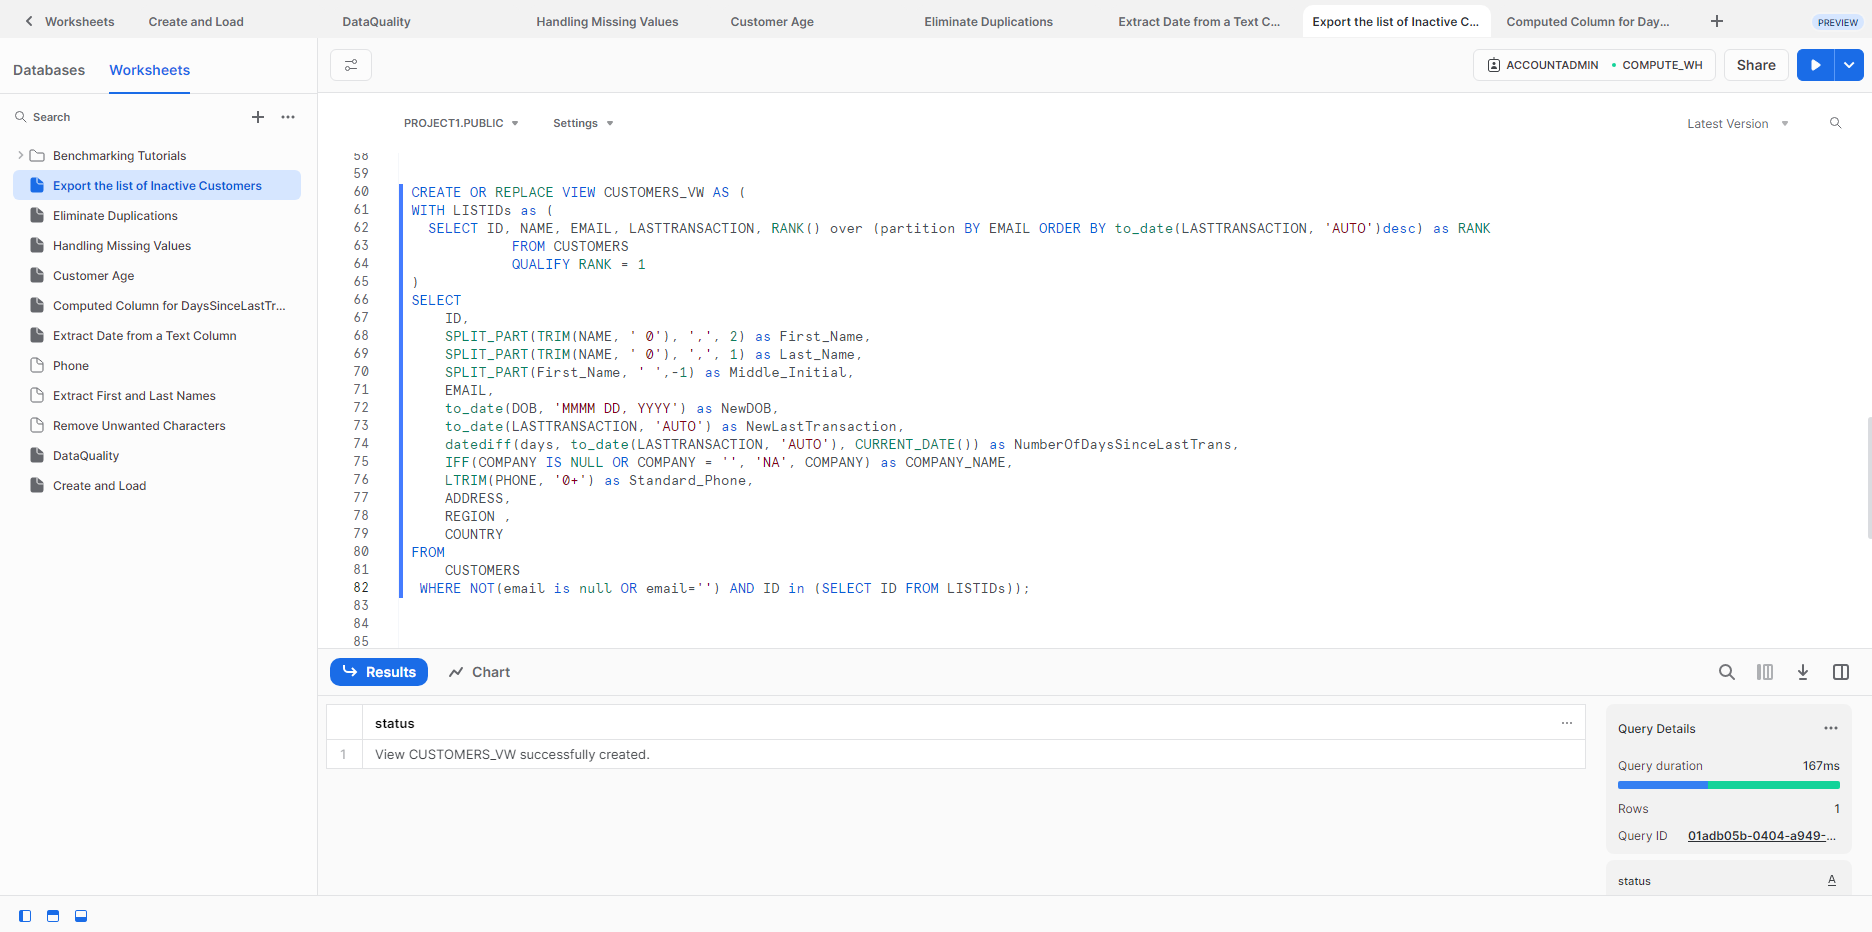 Worksheets
Create and Load
DataQuality
Handling Missing Values
Customer Age
Eliminate Duplications
Extract Date from a Text C...
Export the list of Inactive C...
Computed Column for Day...
PREVIEW
Databases
Worksheets
ACCOUNTADMIN
COMPUTE_WH
Share
Search
Benchmarking Tutorials
Export the list of Inactive Customers
Eliminate Duplications
Handling Missing Values
Customer Age
Computed Column for DaysSinceLastTr...
Extract Date from a Text Column
Phone
Extract First and Last Names
Remove Unwanted Characters
DataQuality
Create and Load
PROJECT1.PUBLIC
Settings
Latest Version
58
59
60 CREATE OR REPLACE VIEW CUSTOMERS_VW AS (
61 WITH LISTIDs as (
62 SELECT ID, NAME, EMAIL, LASTTRANSACTION, RANK() over (partition BY EMAIL ORDER BY to_date(LASTTRANSACTION, 'AUTO')desc) as RANK
63 FROM CUSTOMERS
64 QUALIFY RANK = 1
65 )
66 SELECT
67 ID,
68 SPLIT_PART(TRIM(NAME, ' 0'), ',', 2) as First_Name,
69 SPLIT_PART(TRIM(NAME, ' 0'), ',', 1) as Last_Name,
70 SPLIT_PART(First_Name, ' ',-1) as Middle_Initial,
71 EMAIL,
72 to_date(DOB, 'MMMM DD, YYYY') as NewDOB,
73 to_date(LASTTRANSACTION, 'AUTO') as NewLastTransaction,
74 datediff(days, to_date(LASTTRANSACTION, 'AUTO'), CURRENT_DATE()) as NumberOfDaysSinceLastTrans,
75 IFF(COMPANY IS NULL OR COMPANY = '', 'NA', COMPANY) as COMPANY_NAME,
76 LTRIM(PHONE, '0+') as Standard_Phone,
77 ADDRESS,
78 REGION ,
79 COUNTRY
80 FROM
81 CUSTOMERS
82 WHERE NOT(email is null OR email='') AND ID in (SELECT ID FROM LISTIDs));
83
84
85
Results
Chart
status
...
1 View CUSTOMERS_VW successfully created.
Query Details
Query duration 167ms
Rows 1
Query ID 01adb05b-0404-a949-...
status A